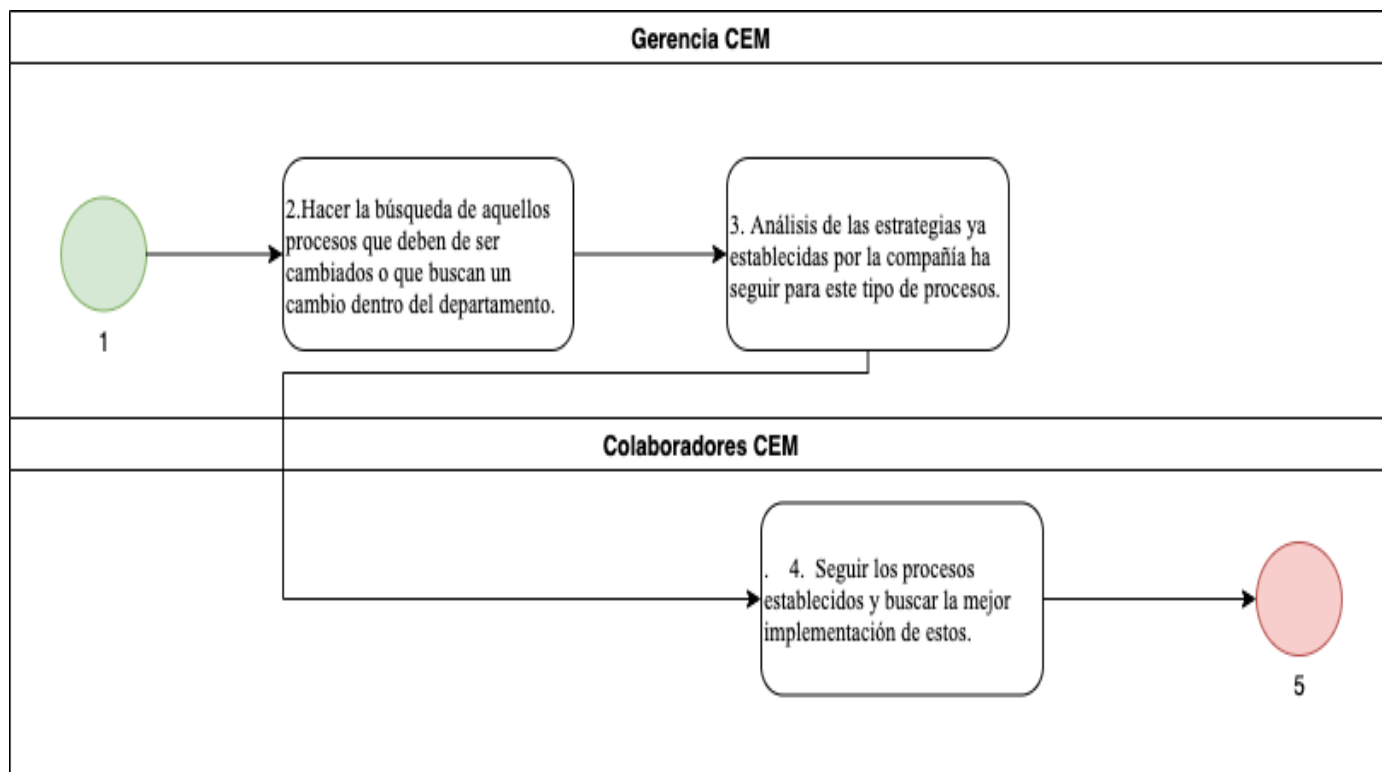 Gerencia CEM
2.Hacer la búsqueda de aquellos
procesos que deben de ser
cambiados o que buscan un
cambio dentro del departamento.
3. Análisis de las estrategias ya
establecidas por la compañía ha
seguir para este tipo de procesos.
1
Colaboradores CEM
. 4. Seguir los procesos
establecidos y buscar la mejor
implementación de estos.
5